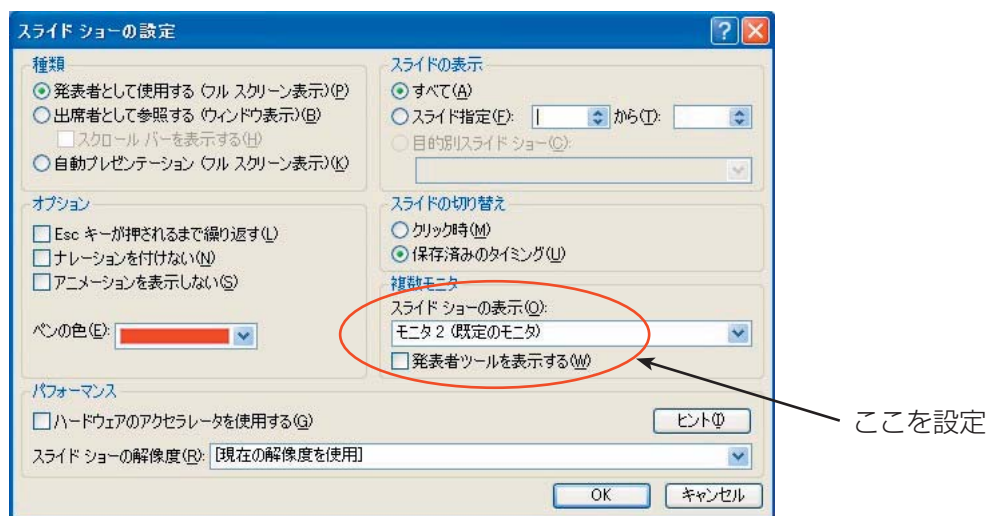 スライド ショーの設定
種類
発表者として使用する (フル スクリーン表示)(P)
出席者として参照する (ウィンドウ表示)(B)
スクロール バーを表示する(H)
自動プレゼンテーション (フル スクリーン表示)(K)
スライドの表示
すべて(A)
スライド指定(F): から(T):
目的別スライド ショー(C):
オプション
Esc キーが押されるまで繰り返す(L)
ナレーションを付けない(N)
アニメーションを表示しない(S)
ペンの色(E):
スライドの切り替え
クリック時(M)
保存済みのタイミング(U)
複数モニタ
スライド ショーの表示(O):
モニタ 2 (既定のモニタ)
発表者ツールを表示する(W)
ここを設定
パフォーマンス
ハードウェアのアクセラレータを使用する(G)
ヒント(I)
スライド ショーの解像度(R): [現在の解像度を使用]
OK キャンセル